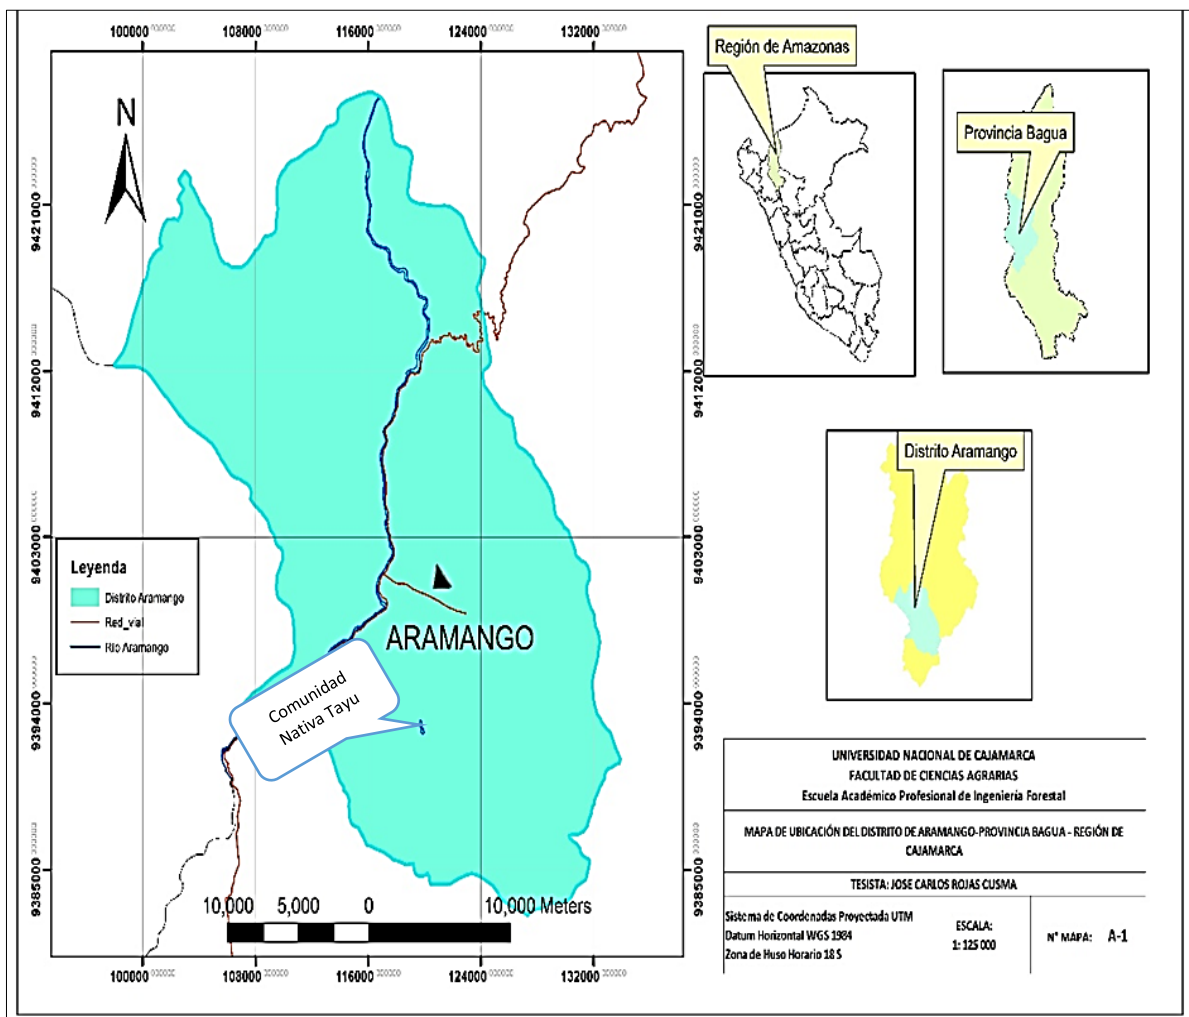 100000 108000 116000 124000 132000
N
9421000
9412000
9403000
9394000
9385000
Leyenda
Distrito Aramango
Red_vial
Rio Aramango
ARAMANGO
Comunidad
Nativa Tayu
10,000 5,000 0 10,000 Meters
100000 108000 116000 124000 132000
9421000
9412000
9403000
9394000
9385000
Región de Amazonas
Provincia Bagua
Distrito Aramango
UNIVERSIDAD NACIONAL DE CAJAMARCA
FACULTAD DE CIENCIAS AGRARIAS
Escuela Académico Profesional de Ingenieria Forestal
MAPA DE UBICACIÓN DEL DISTRITO DE ARAMANGO-PROVINCIA BAGUA - REGIÓN DE
CAJAMARCA
TESISTA: JOSE CARLOS ROJAS CUSMA
Sistema de Coordenadas Proyectada UTM
Datum Horizontal WGS 1984
Zona de Huso Horario 18 S
ESCALA:
1: 125 000
N° MAPA: A-1